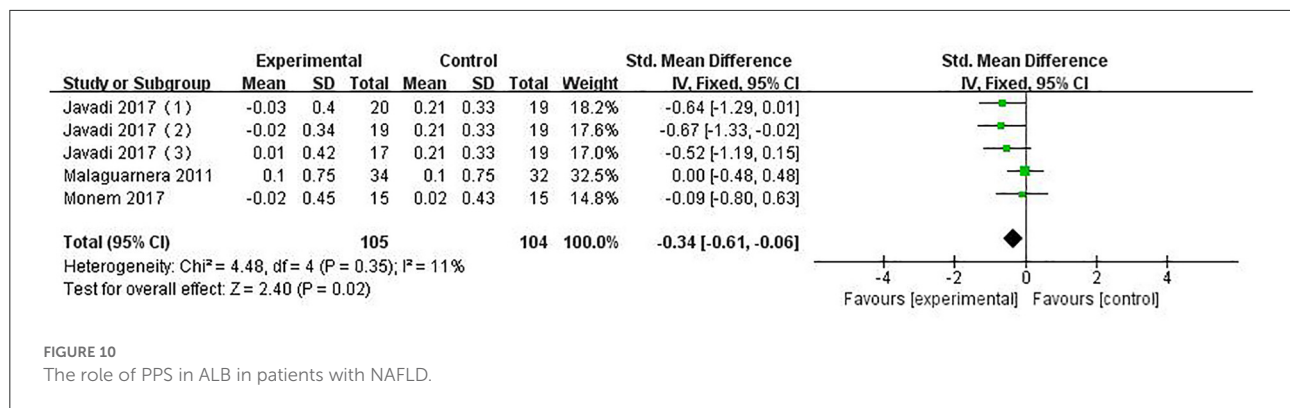 Experimental Control Std. Mean Difference Std. Mean Difference
Study or Subgroup Mean SD Total Mean SD Total Weight IV, Fixed, 95% CI IV, Fixed, 95% CI
Javadi 2017 (1) -0.03 0.4 20 0.21 0.33 19 18.2% -0.64 [-1.29, 0.01]
Javadi 2017 (2) -0.02 0.34 19 0.21 0.33 19 17.6% -0.67 [-1.33, -0.02]
Javadi 2017 (3) 0.01 0.42 17 0.21 0.33 19 17.0% -0.52 [-1.19, 0.15]
Malaguarnera 2011 0.1 0.75 34 0.1 0.75 32 32.5% 0.00 [-0.48, 0.48]
Monem 2017 -0.02 0.45 15 0.02 0.43 15 14.8% -0.09 [-0.80, 0.63]
Total (95% CI) 105 104 100.0% -0.34 [-0.61, -0.06]
Heterogeneity: Chi² = 4.48, df = 4 (P = 0.35); I² = 11%
Test for overall effect: Z = 2.40 (P = 0.02)
-4 -2 0 2 4
Favours [experimental] Favours [control]
FIGURE 10
The role of PPS in ALB in patients with NAFLD.